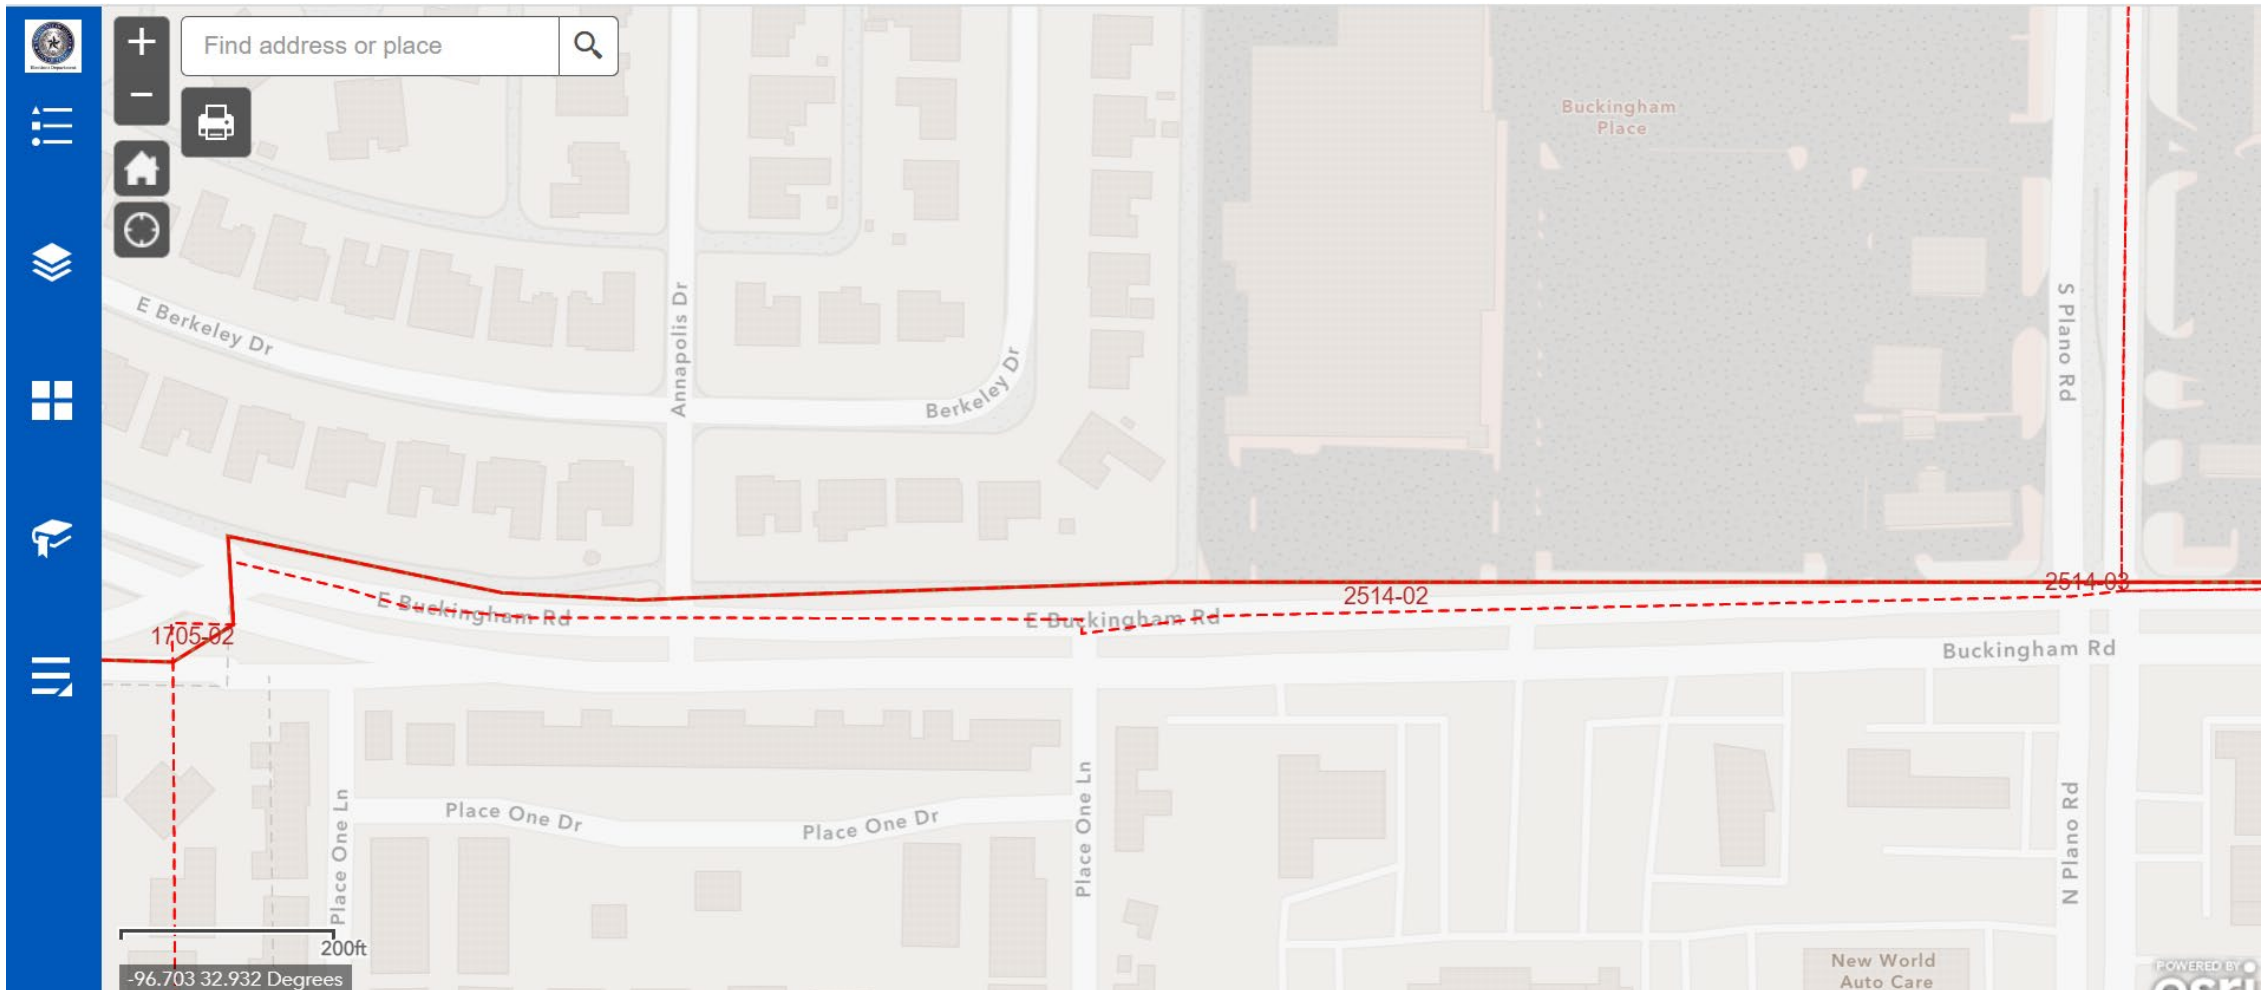 Find address or place
Buckingham
Place
E Berkeley Dr
Annapolis Dr
Berkeley Dr
S Plano Rd
2514-03
2514-02
E Buckingham Rd
E Buckingham Rd
1705-02
Buckingham Rd
Place One Ln
Place One Dr
Place One Dr
Place One Ln
N Plano Rd
200ft
-96.703 32.932 Degrees
New World
Auto Care
POWERED BY
esri